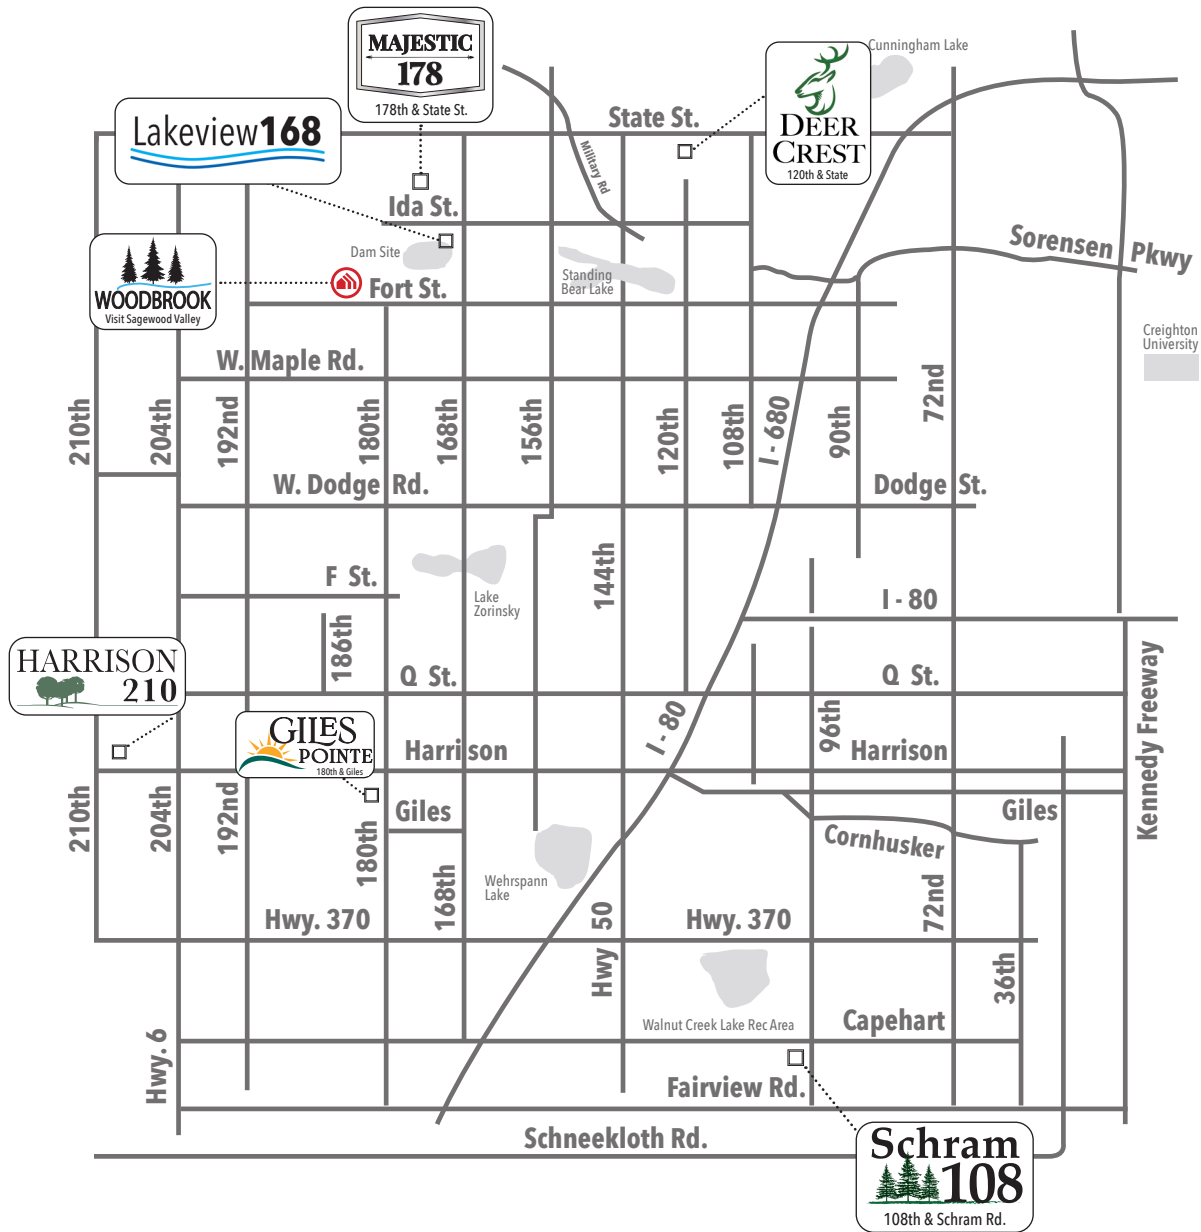 MAJESTIC
178
178th & State St.
Cunningham Lake
DEER
CREST
120th & State
State St.
Lakeview168
Military Rd
Ida St.
Dam Site
Sorensen Pkwy
WOODBROOK
Visit Sagewood Valley
Fort St.
Standing
Bear Lake
Creighton
University
W. Maple Rd.
210th
204th
192nd
180th
168th
156th
120th
108th
I - 680
90th
72nd
W. Dodge Rd.
Dodge St.
144th
F St.
Lake
Zorinsky
I - 80
186th
HARRISON
210
Q St.
Q St.
Kennedy Freeway
GILES
POINTE
180th & Giles
Harrison
I - 80
96th
Harrison
210th
204th
192nd
180th
Giles
Giles
Cornhusker
168th
Wehrspann
Lake
72nd
Hwy. 370
Hwy 50
Hwy. 370
36th
Walnut Creek Lake Rec Area
Capehart
Hwy. 6
Fairview Rd.
Schneekloth Rd.
Schram
108
108th & Schram Rd.